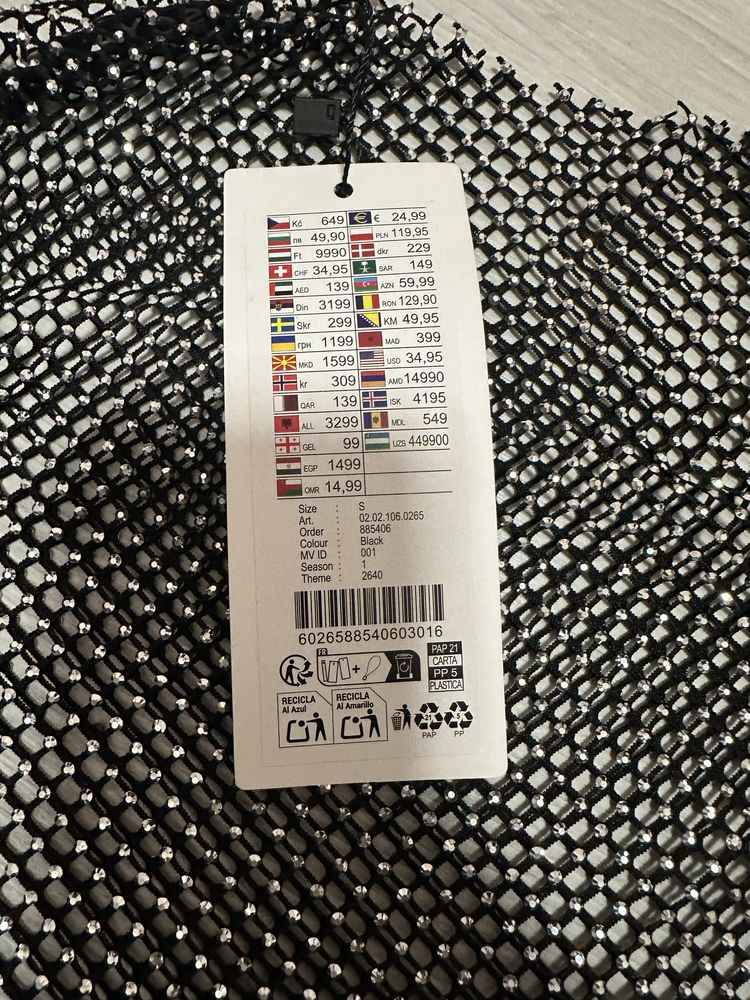 Kč 649 € 24,99
лв 49,90 PLN 119,95
Ft 9990 dkr 229
CHF 34,95 SAR 149
AED 139 AZN 59,99
Din 3199 RON 129,90
Skr 299 KM 49,95
грн 1199 MAD 399
MKD 1599 USD 34,95
kr 309 AMD 14990
QAR 139 ISK 4195
ALL 3299 MDL 549
GEL 99 UZS 449900
EGP 1499
OMR 14,99
Size : S
Art. : 02.02.106.0265
Order : 885406
Colour : Black
MV ID : 001
Season : 1
Theme : 2640
6026588540603016
FR
PAP 21
CARTA
PP 5
PLASTICA
RECICLA
Al Azul
RECICLA
Al Amarillo
21
PAP
5
PP